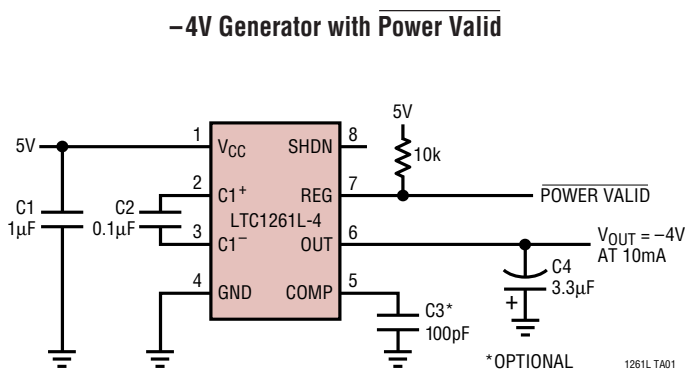 –4V Generator with Power Valid
5V
5V
1
VCC
SHDN
8
10k
2
C1+
REG
7
POWER VALID
C1
1µF
C2
0.1µF
LTC1261L-4
3
C1–
OUT
6
VOUT = –4V
AT 10mA
C4
3.3µF
+
4
GND
COMP
5
C3*
100pF
*OPTIONAL
1261L TA01